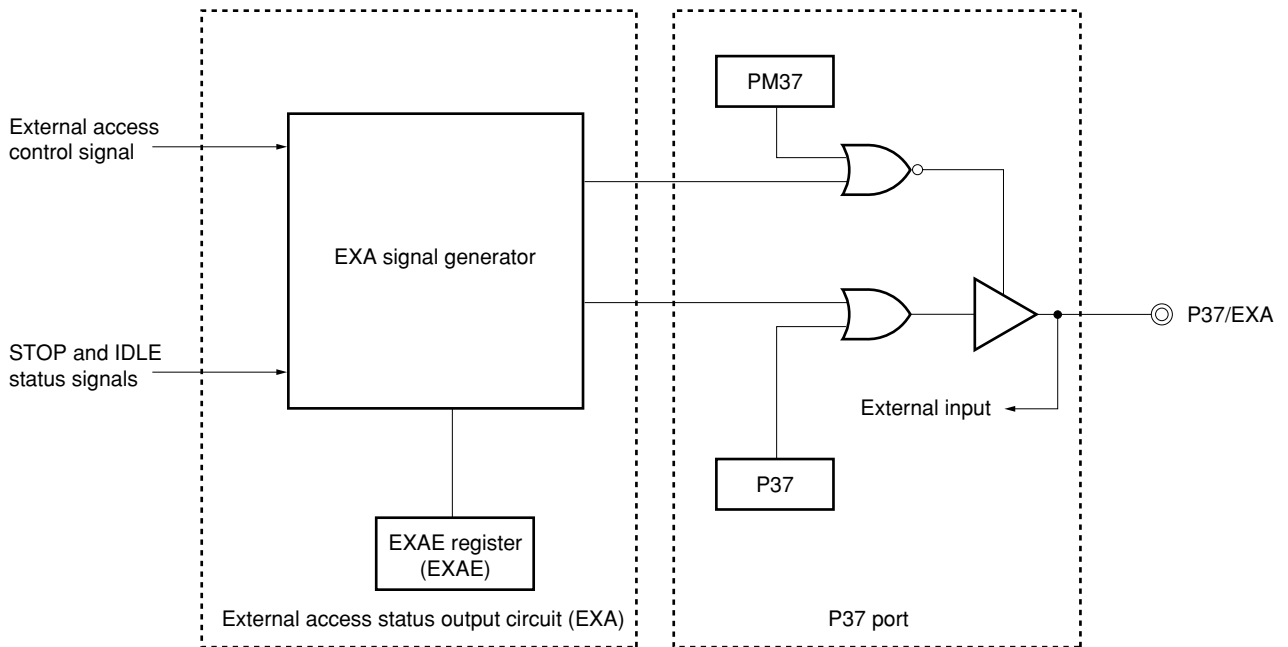 PM37
External access
control signal
EXA signal generator
P37/EXA
STOP and IDLE
status signals
External input
P37
EXAE register
(EXAE)
External access status output circuit (EXA)
P37 port